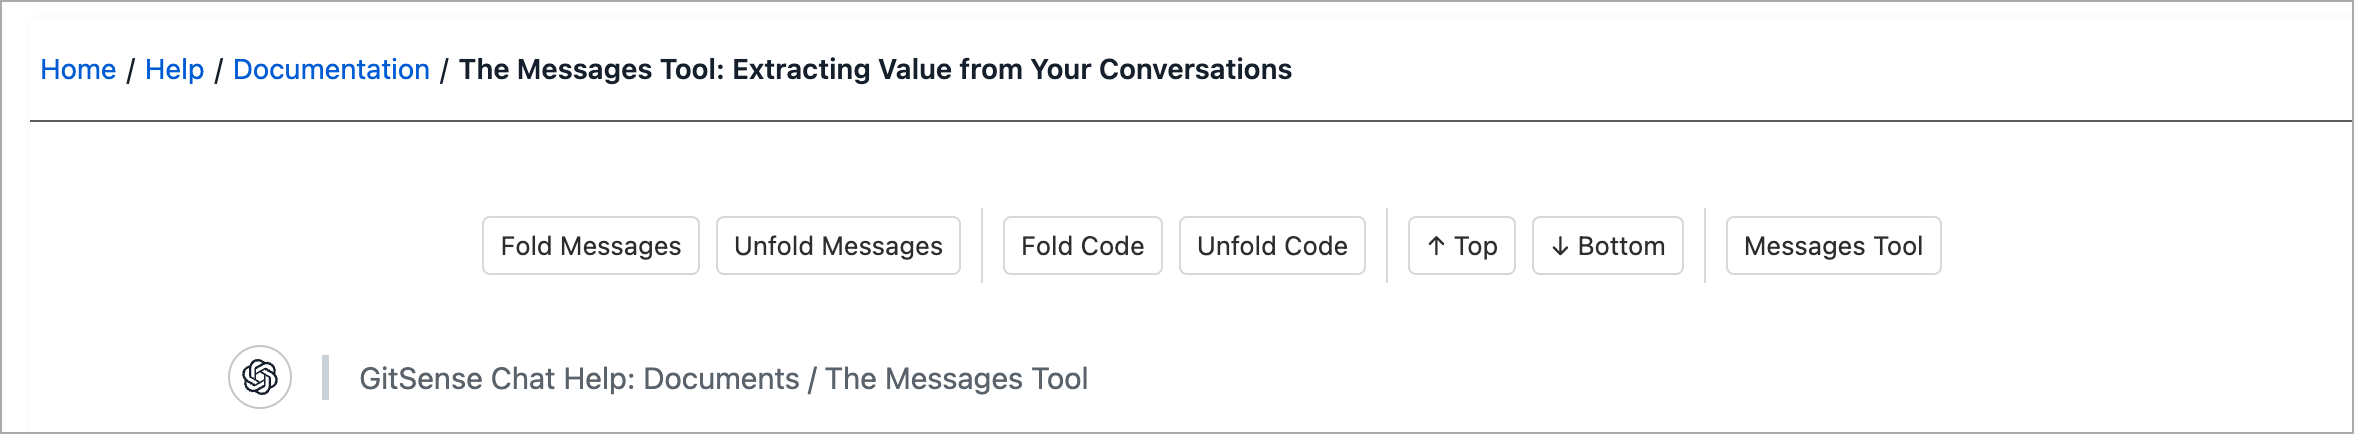 Home / Help / Documentation / The Messages Tool: Extracting Value from Your Conversations
Fold Messages Unfold Messages Fold Code Unfold Code ↑ Top ↓ Bottom Messages Tool
GitSense Chat Help: Documents / The Messages Tool